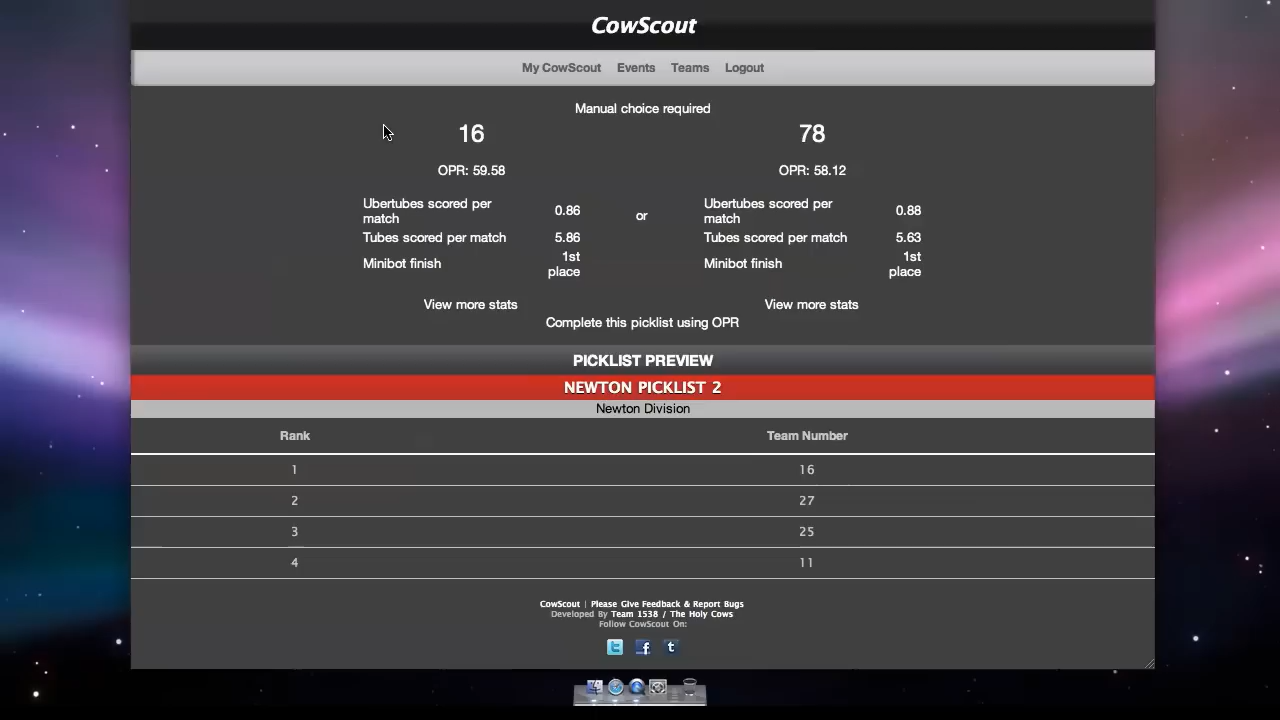 CowScout
My CowScout Events Teams Logout
Manual choice required
16 78
OPR: 59.58 OPR: 58.12
Ubertubes scored per match 0.86 or Ubertubes scored per match 0.88
Tubes scored per match 5.86 Tubes scored per match 5.63
Minibot finish 1st place Minibot finish 1st place
View more stats View more stats
Complete this picklist using OPR
PICKLIST PREVIEW
NEWTON PICKLIST 2
Newton Division
Rank Team Number
1 16
2 27
3 25
4 11
CowScout | Please Give Feedback & Report Bugs
Developed By Team 1538 / The Holy Cows
Follow CowScout On:
t f t